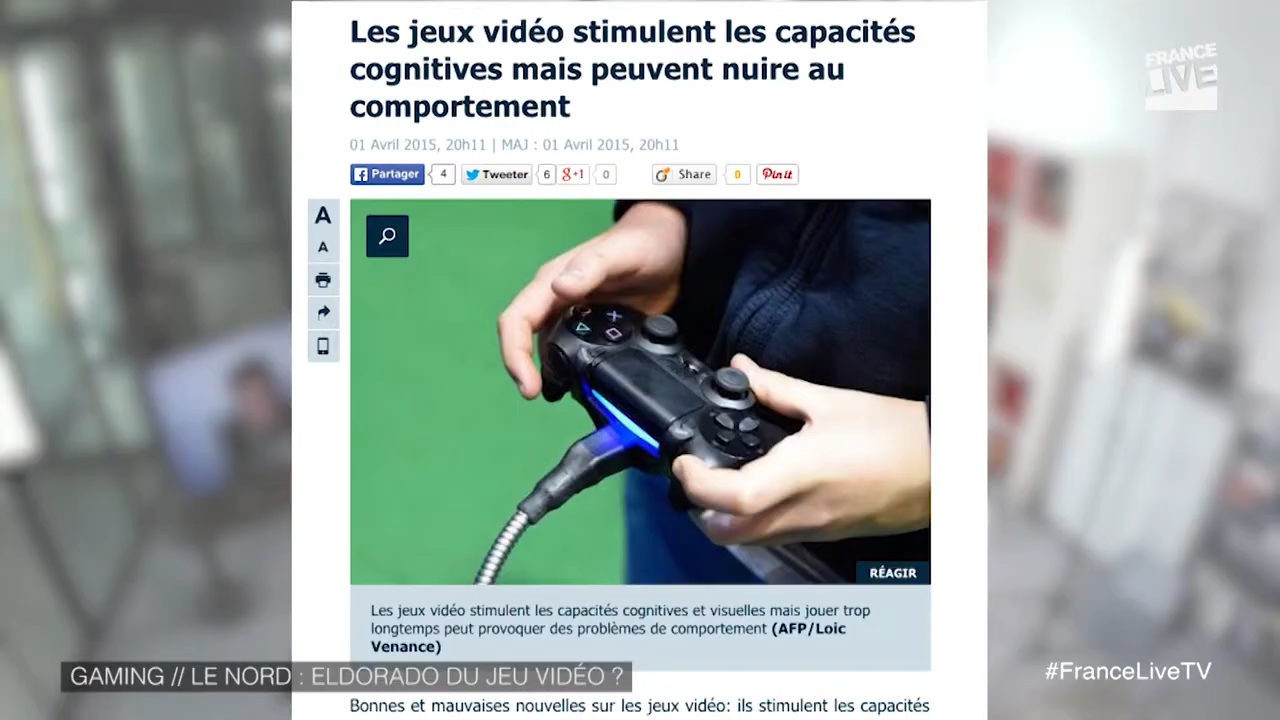 Les jeux vidéo stimulent les capacités
cognitives mais peuvent nuire au
comportement
01 Avril 2015, 20h11 | MAJ : 01 Avril 2015, 20h11
Partager
4
Tweeter
6
g+1
0
Share
0
Pin it
A
A
RÉAGIR
Les jeux vidéo stimulent les capacités cognitives et visuelles mais jouer trop
longtemps peut provoquer des problèmes de comportement (AFP/Loic
Venance)
Bonnes et mauvaises nouvelles sur les jeux vidéo: ils stimulent les capacités
FRANCE
LIVE
GAMING // LE NORD : ELDORADO DU JEU VIDÉO ?
#FranceLiveTV